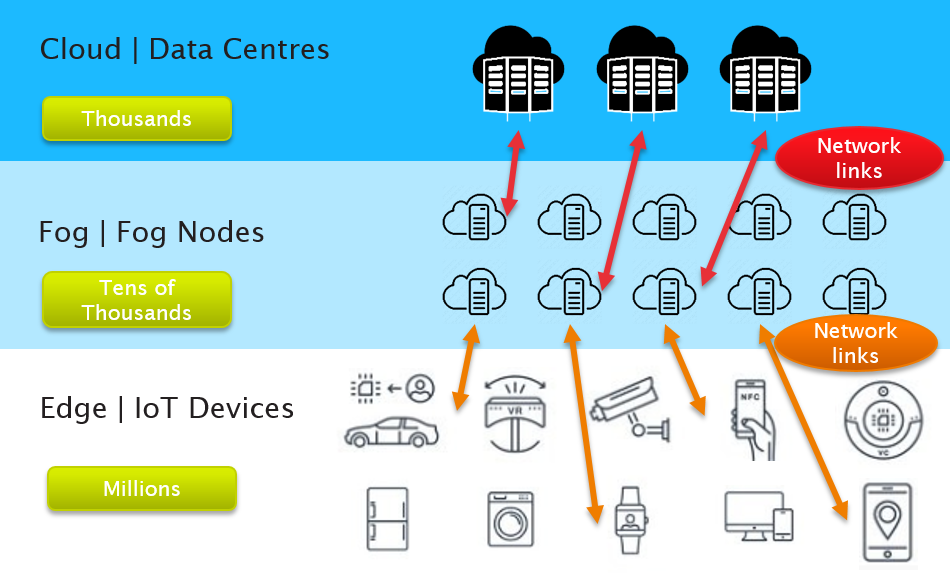 Cloud | Data Centres
Thousands
Network
links
Fog | Fog Nodes
Tens of
Thousands
Network
links
Edge | IoT Devices
VR
NFC
VC
Millions